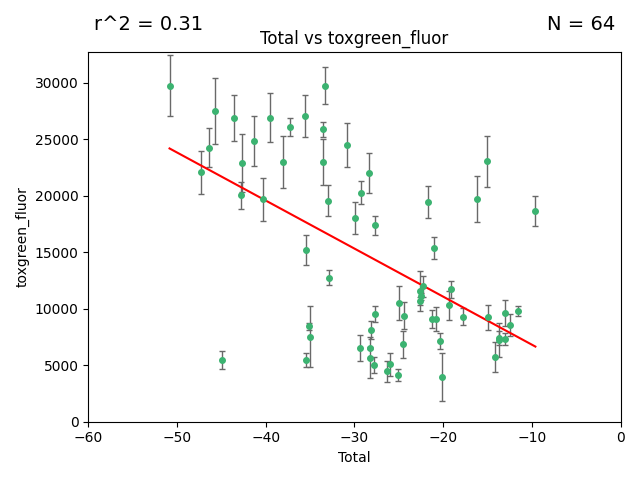 r^2 = 0.31
N = 64
Total vs toxgreen_fluor
toxgreen_fluor
30000
25000
20000
15000
10000
5000
0
−60
−50
−40
−30
−20
−10
0
Total